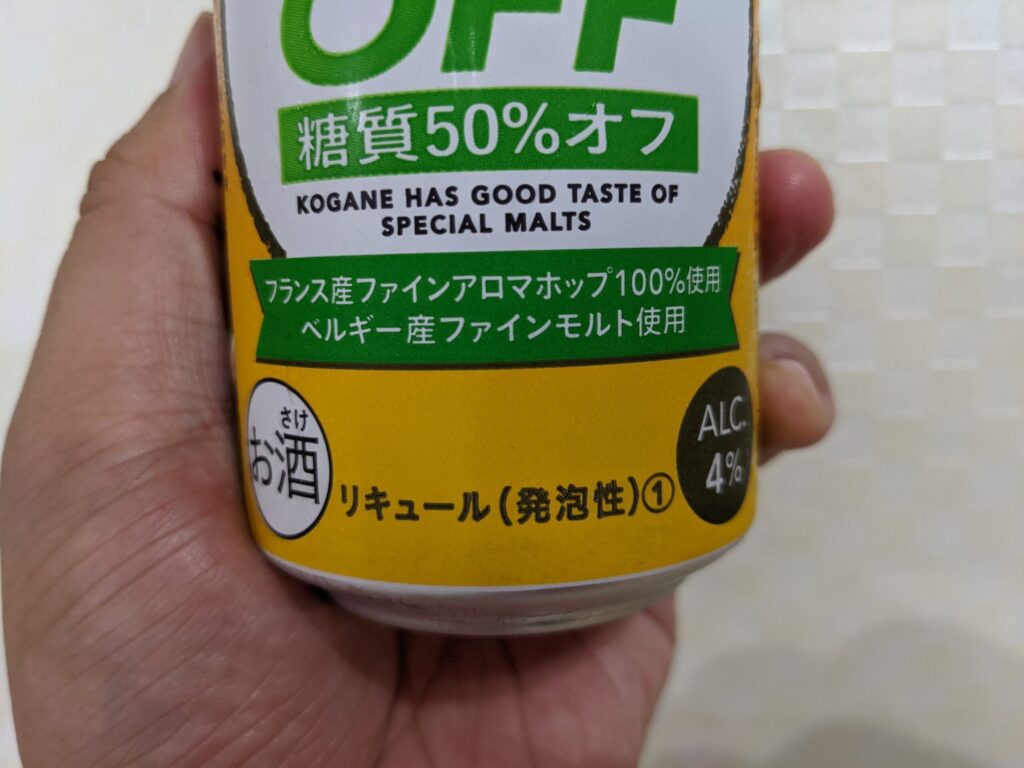 OFF
糖質50%オフ
KOGANE HAS GOOD TASTE OF
SPECIAL MALTS
フランス産ファインアロマホップ100%使用
ベルギー産ファインモルト使用
さけ
お酒
リキュール(発泡性)①
ALC.
4%